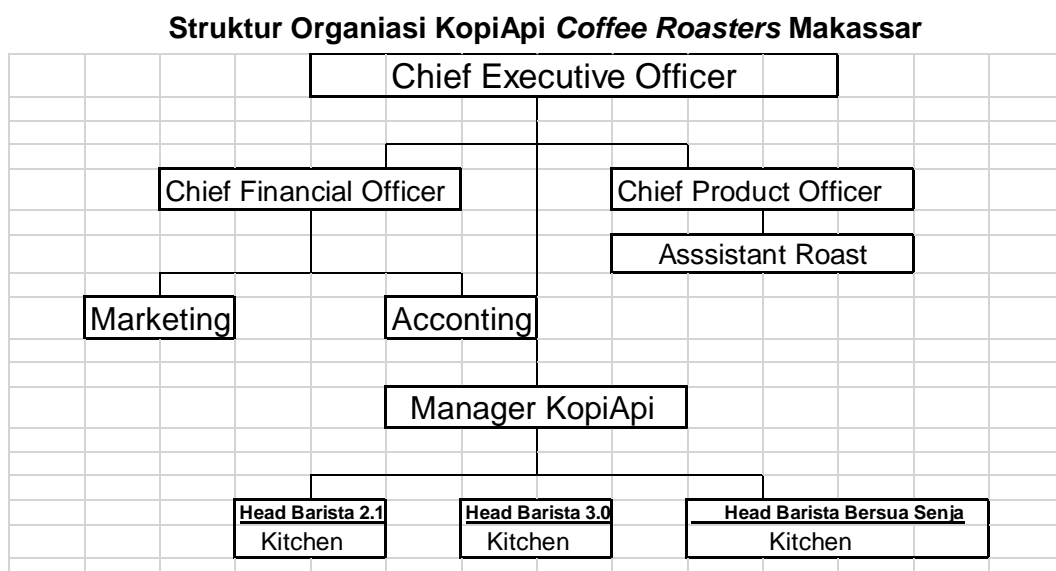 Struktur Organiasi KopiApi Coffee Roasters Makassar
Chief Executive Officer
Chief Financial Officer
Chief Product Officer
Asssistant Roast
Marketing
Acconting
Manager KopiApi
Head Barista 2.1
Kitchen
Head Barista 3.0
Kitchen
Head Barista Bersua Senja
Kitchen